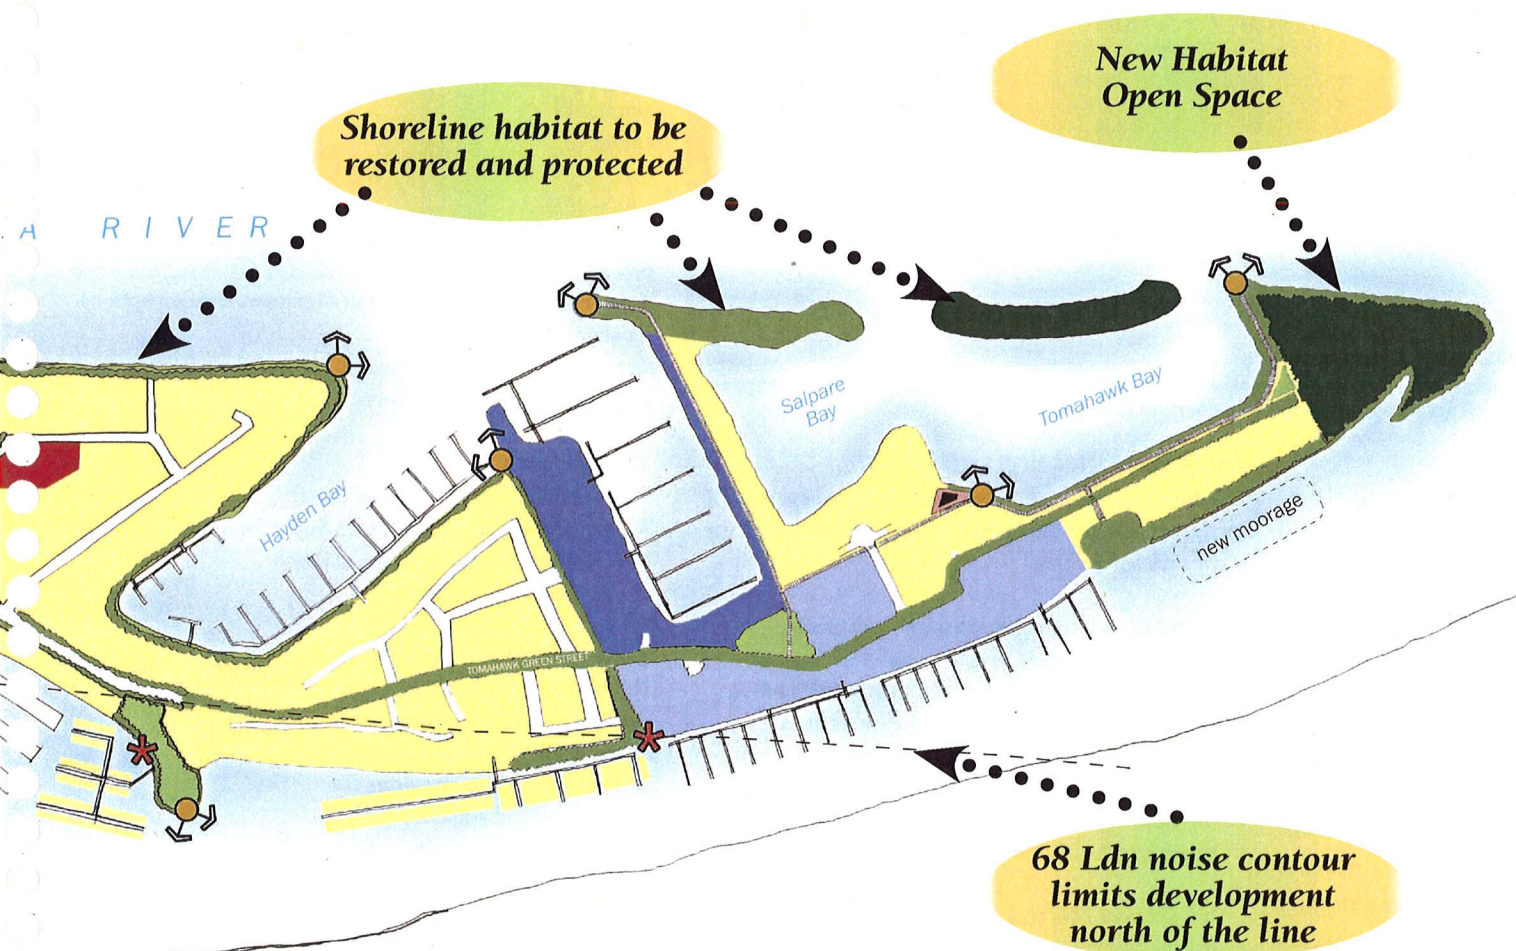 New Habitat
Open Space
Shoreline habitat to be
restored and protected
A RIVER
Salpare
Bay
Tomahawk Bay
Hayden Bay
new moorage
TOMAHAWK GREEN STREET
68 Ldn noise contour
limits development
north of the line